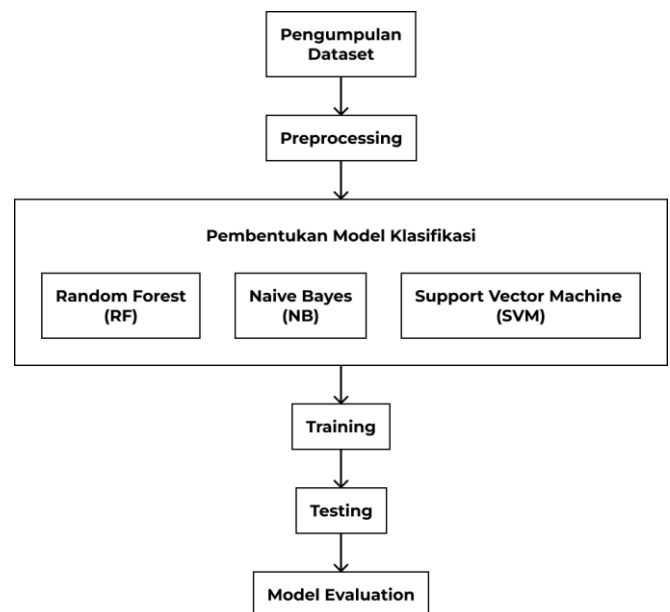 Pengumpulan
Dataset
Preprocessing
Pembentukan Model Klasifikasi
Random Forest
(RF)
Naive Bayes
(NB)
Support Vector Machine
(SVM)
Training
Testing
Model Evaluation